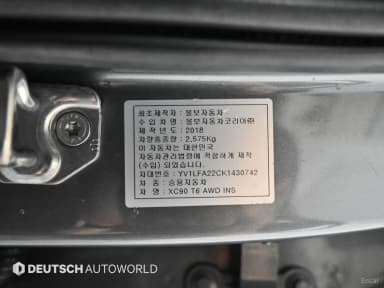 최초제작자 : 볼보자동차
수 입 자 명 : 볼보자동차코리아㈜
제 작 년 도 : 2018
차량총중량 : 2,575kg
이 자동차는 대한민국
자동차관리법령에 적합하게 제작
(수입) 되었습니다.
차대번호 : YV1LFA22CK1430742
차 종 : 승용자동차
차 명 : XC90 T6 AWD INS
DEUTSCH AUTOWORLD